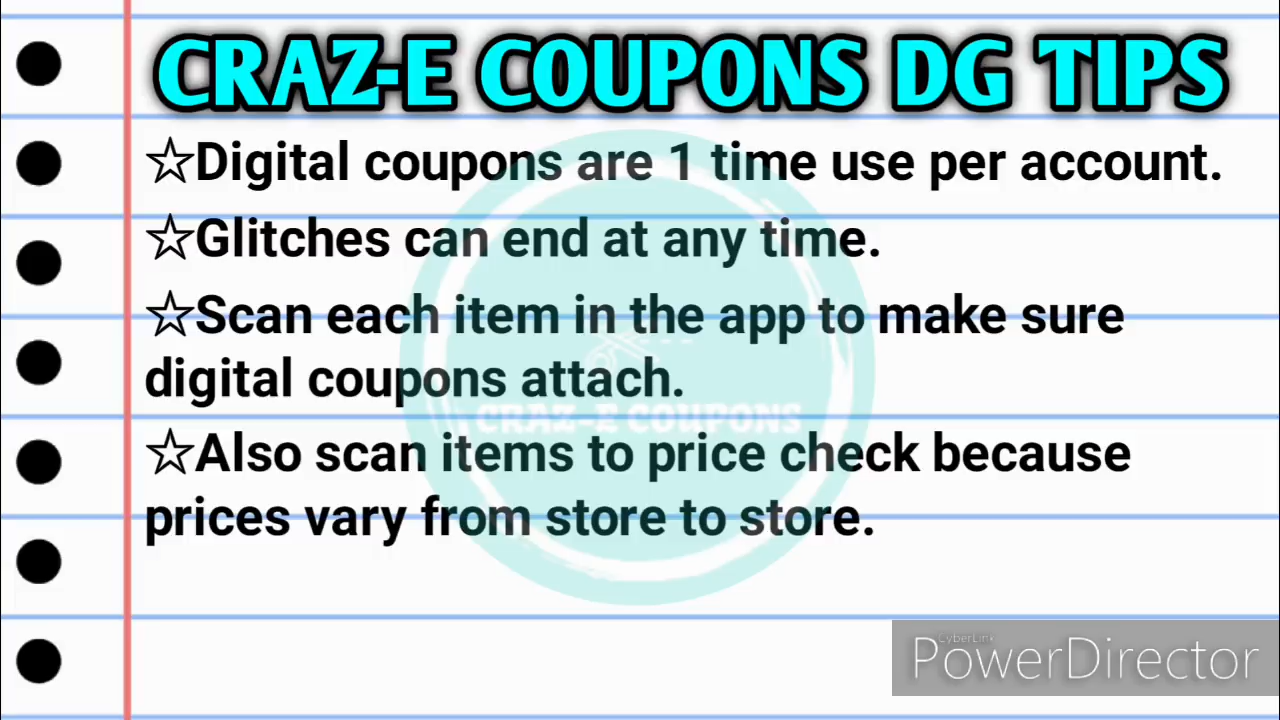 CRAZ-E COUPONS DG TIPS
☆Digital coupons are 1 time use per account.
☆Glitches can end at any time.
☆Scan each item in the app to make sure
digital coupons attach.
CRAZ-E COUPONS
☆Also scan items to price check because
prices vary from store to store.
CyberLink
PowerDirector